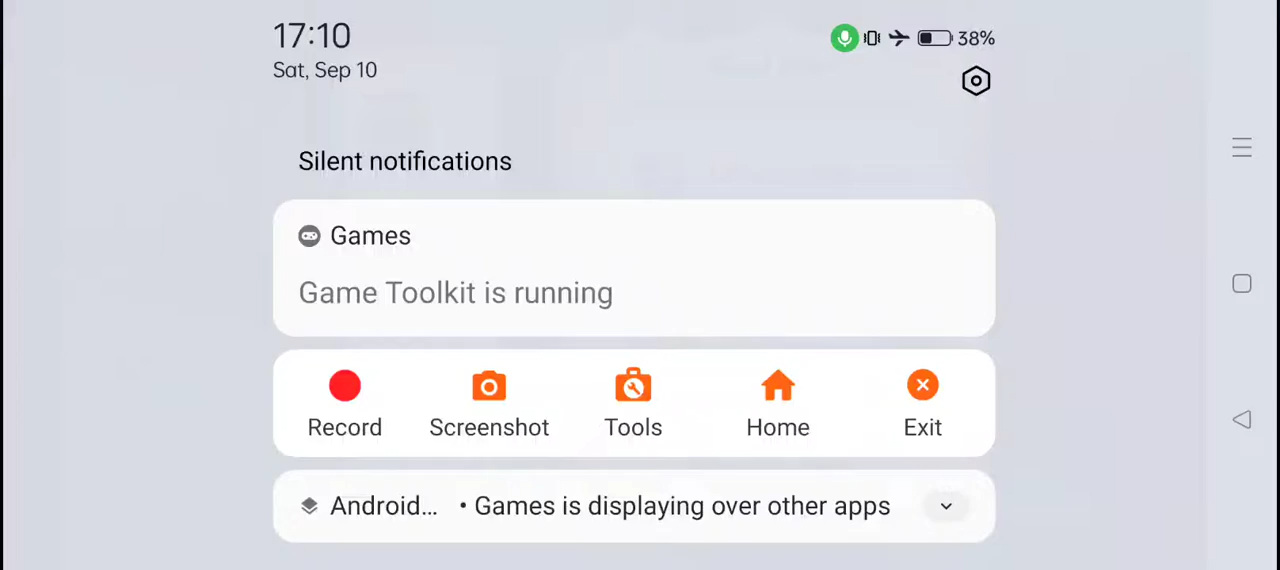 17:10
38%
Sat, Sep 10
Silent notifications
Games
Game Toolkit is running
Record
Screenshot
Tools
Home
Exit
Android... • Games is displaying over other apps